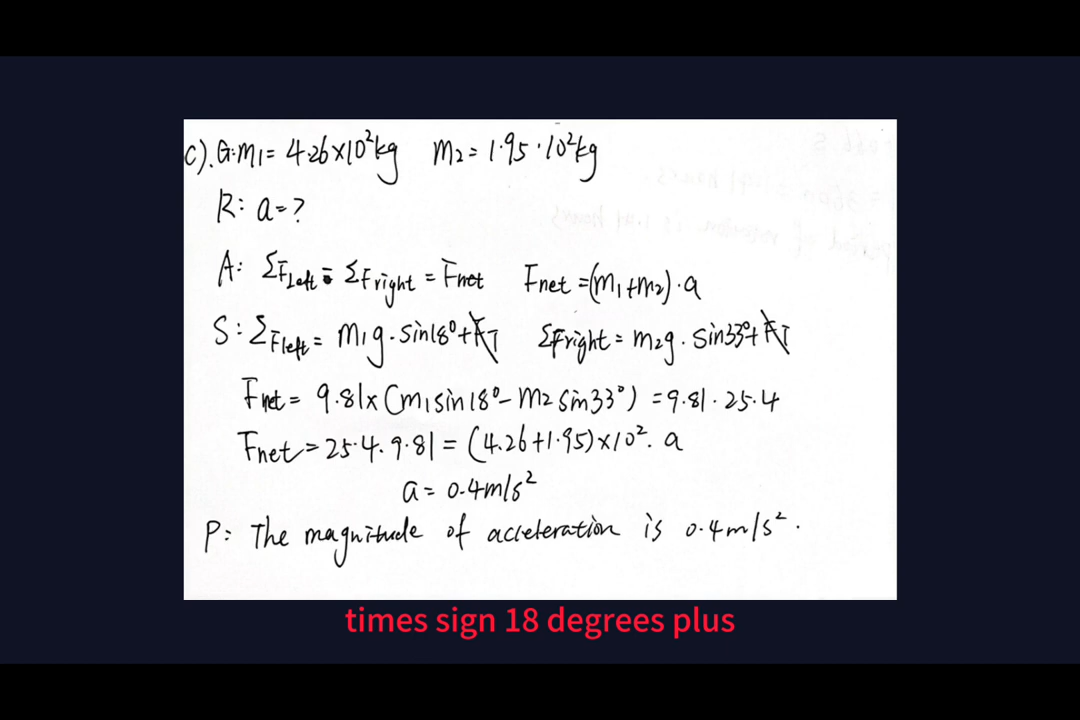 c). G: m₁ = 4.26×10²kg m₂ = 1.95·10²kg
R: a=?
A: ΣFleft = ΣFright = Fnet Fnet = (m₁+m₂)·a
S: ΣFleft = m₁g·sin18°+FT ΣFright = m₂g·sin33°+FT
Fnet = 9.81×(m₁sin18°-m₂sin33°) = 9.81·25.4
Fnet = 25.4·9.81 = (4.26+1.95)×10²·a
a = 0.4m/s²
P: The magnitude of acceleration is 0.4m/s².
times sign 18 degrees plus